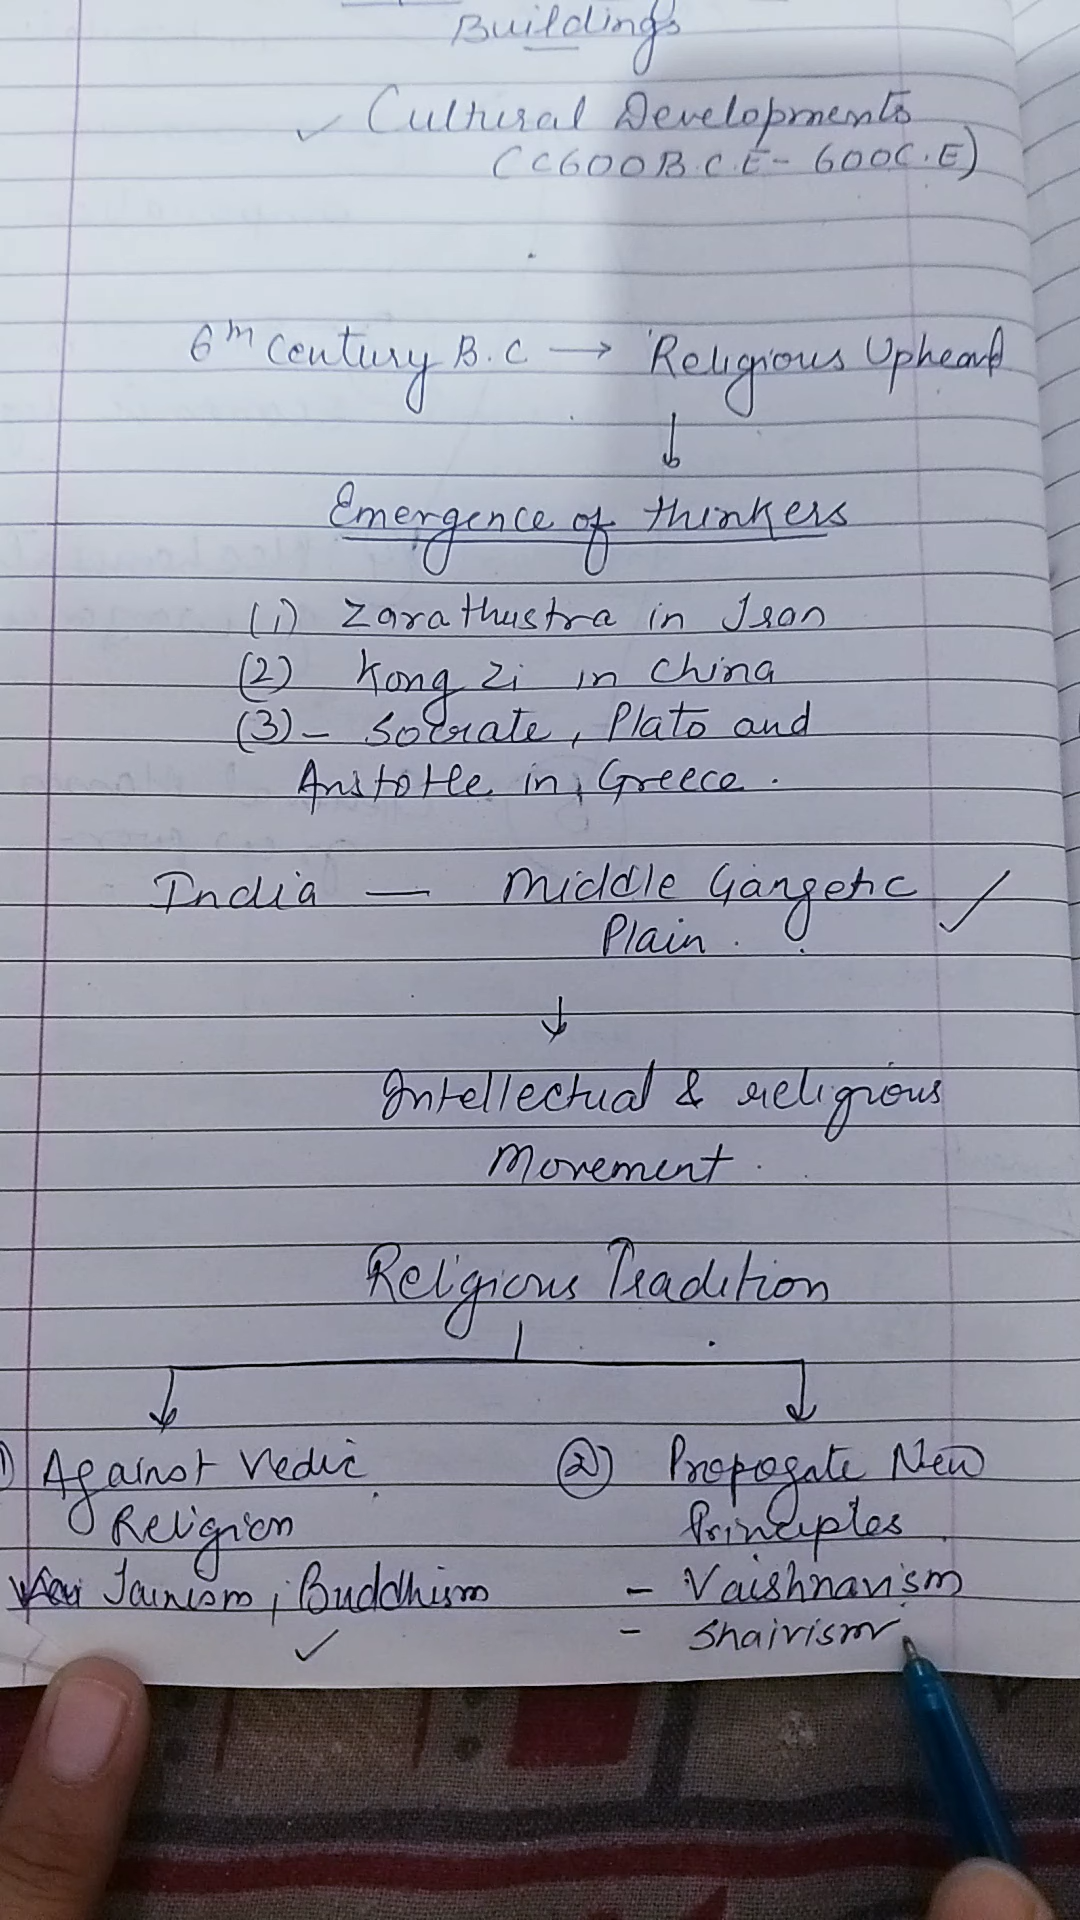 Buildings
Cultural Developments
(C600 B.C.E - 600C.E)
6th Century B.C → Religious Upheavl
↓
Emergence of thinkers
(1) Zarathustra in Iran
(2) Kong Zi in China
(3) - Socrate, Plato and
Aristotle in Greece.
India — Middle Gangetic
Plain.
↓
Intellectual & religious
Movement.
Religious Tradition
1) Against Vedic
Religion
Jainism, Buddhism
② Propogate New
Principles
- Vaishnavism
- Shaivism